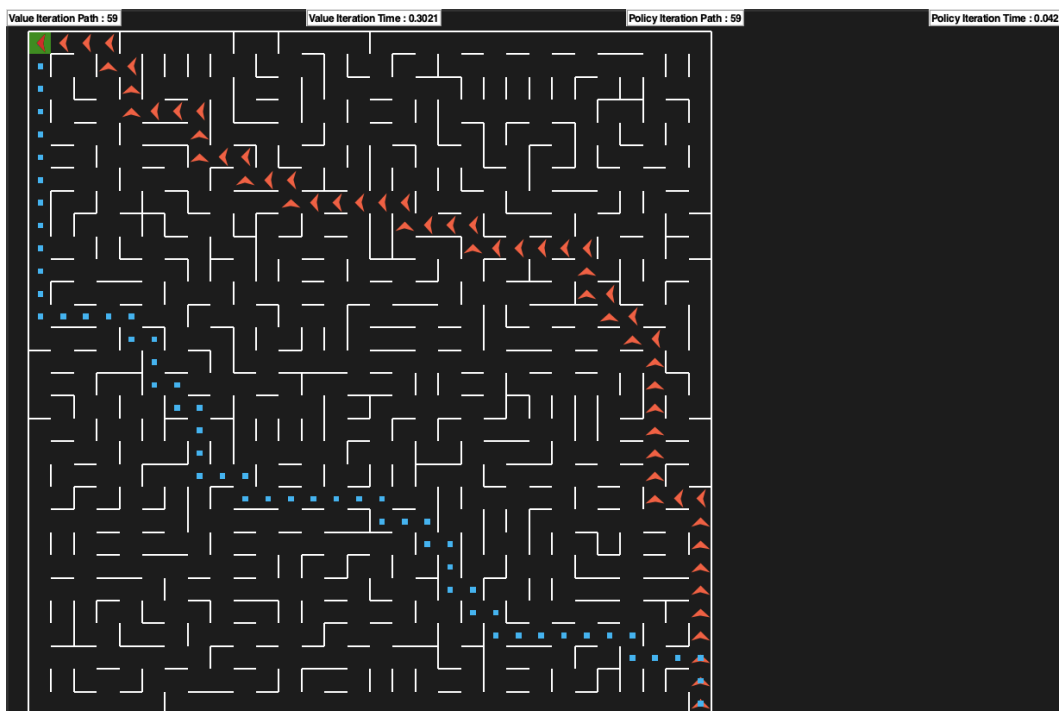 Value Iteration Path : 59
Value Iteration Time : 0.3021
Policy Iteration Path : 59
Policy Iteration Time : 0.042